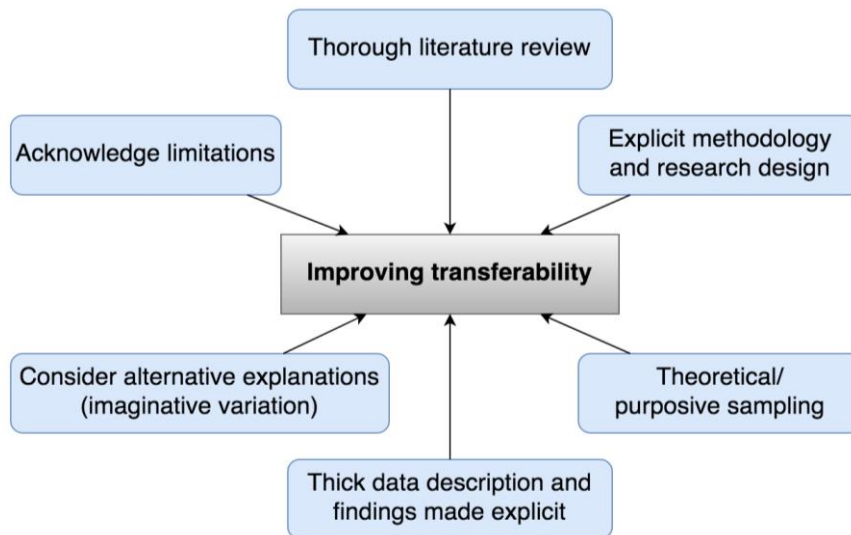 Thorough literature review
Acknowledge limitations
Explicit methodology
and research design
Improving transferability
Consider alternative explanations
(imaginative variation)
Theoretical/
purposive sampling
Thick data description and
findings made explicit